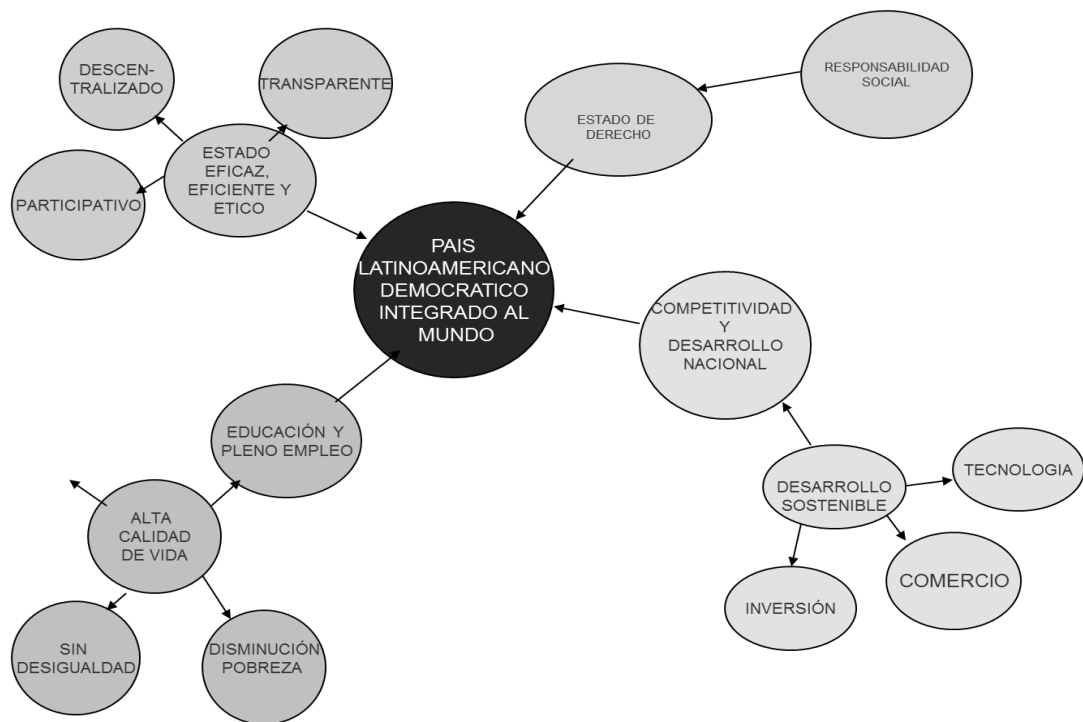 DESCEN-
TRALIZADO
TRANSPARENTE
PARTICIPATIVO
ESTADO
EFICAZ,
EFICIENTE Y
ETICO
ESTADO DE
DERECHO
RESPONSABILIDAD
SOCIAL
PAIS
LATINOAMERICANO
DEMOCRATICO
INTEGRADO AL
MUNDO
COMPETITIVIDAD
Y
DESARROLLO
NACIONAL
EDUCACIÓN Y
PLENO EMPLEO
ALTA
CALIDAD
DE VIDA
SIN
DESIGUALDAD
DISMINUCIÓN
POBREZA
DESARROLLO
SOSTENIBLE
TECNOLOGIA
COMERCIO
INVERSIÓN